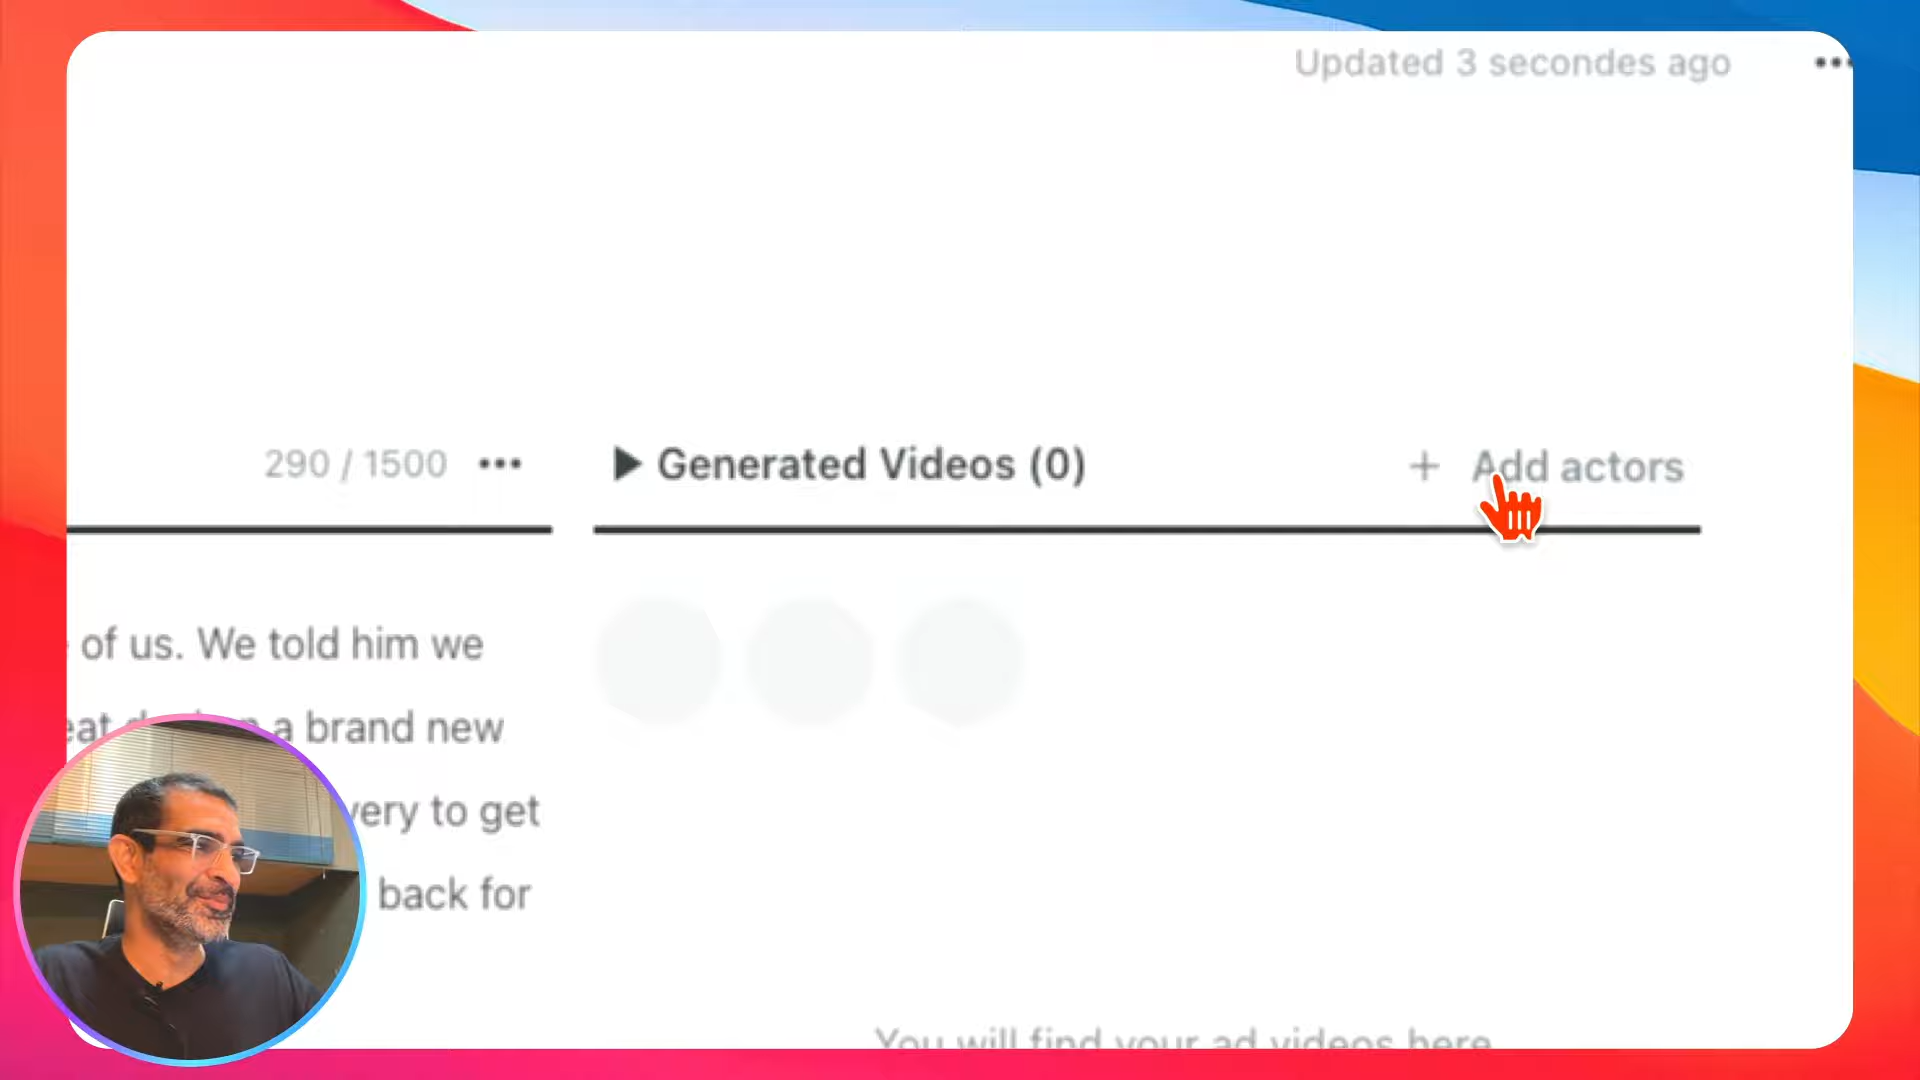 Updated 3 secondes ago
290 / 1500
Generated Videos (0)
+ Add actors
of us. We told him we
a brand new
very to get
back for
You will find your ad videos here